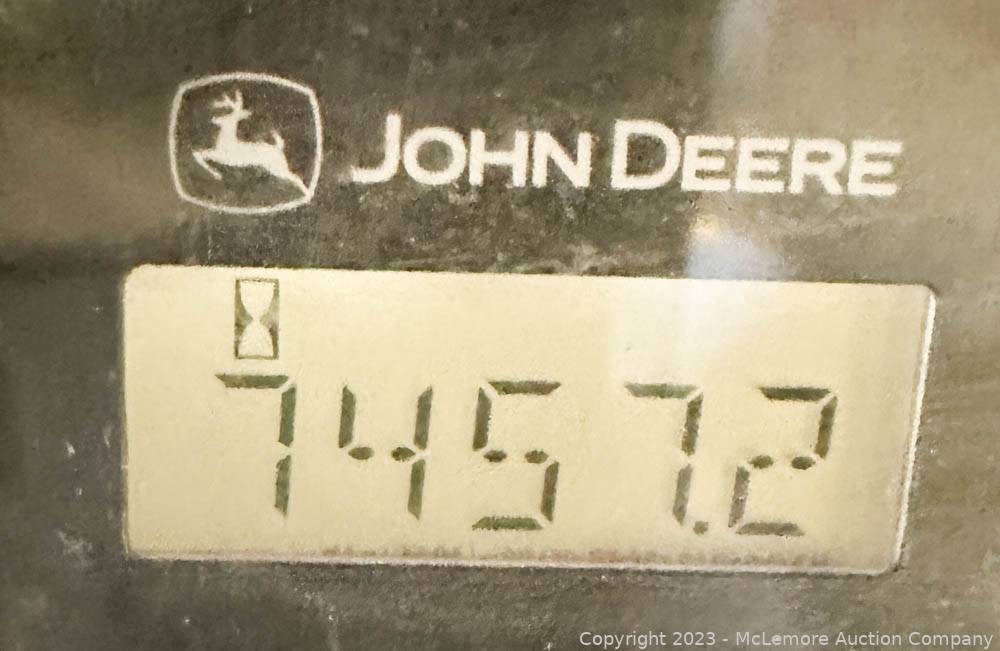 JOHN DEERE
7457.2
Copyright 2023 - McLemore Auction Company